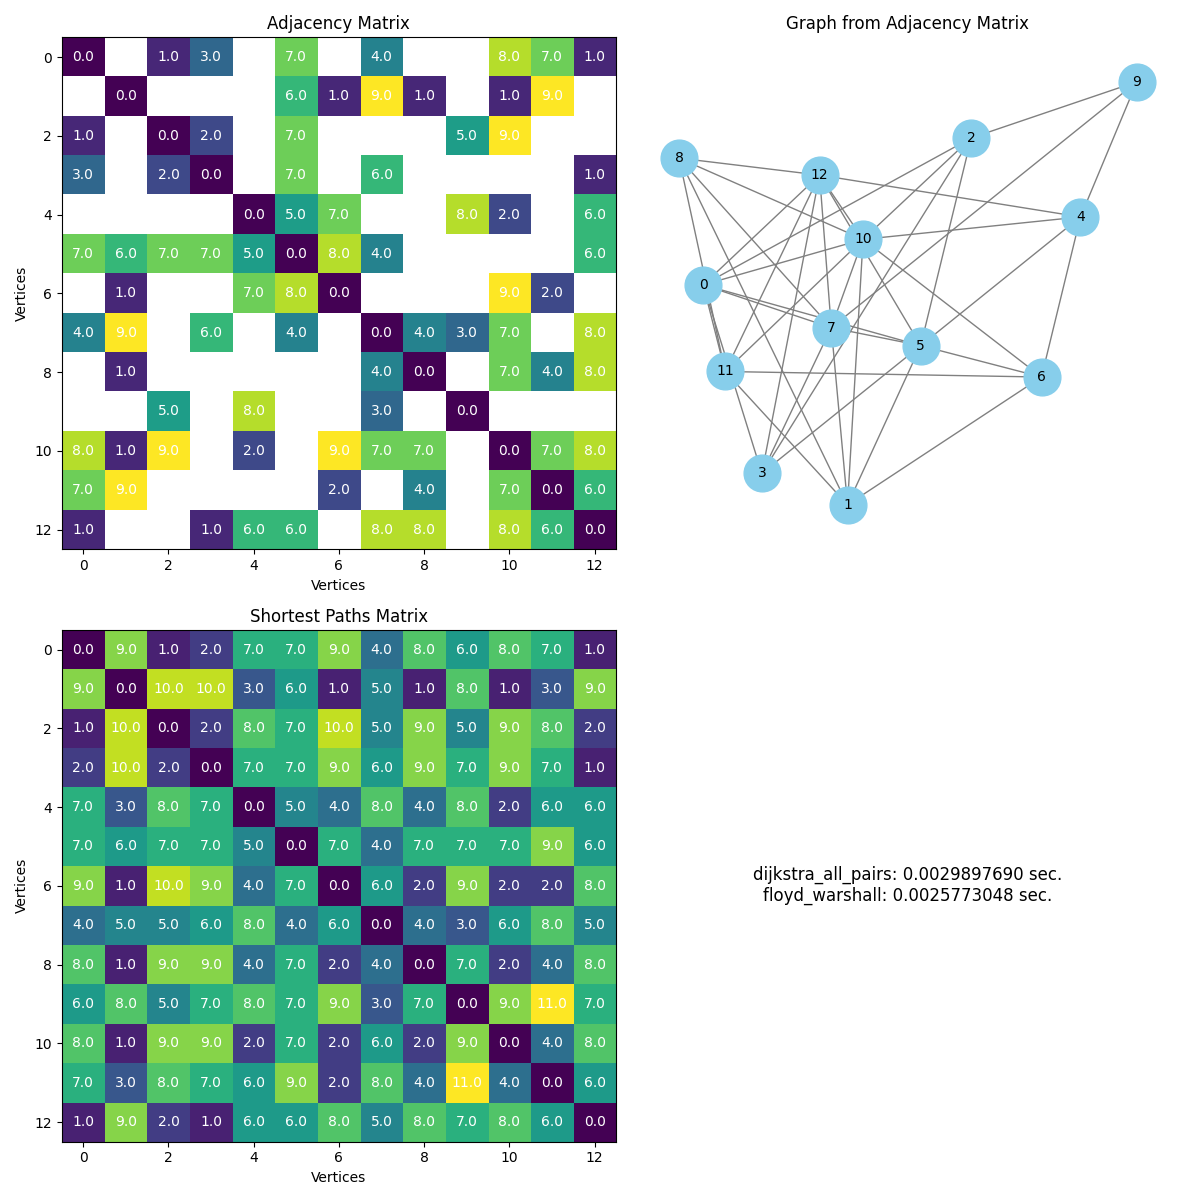 Adjacency Matrix
0 0.0 1.0 3.0 7.0 4.0 8.0 7.0 1.0
0.0 6.0 1.0 9.0 1.0 1.0 9.0
2 1.0 0.0 2.0 7.0 5.0 9.0
3.0 2.0 0.0 7.0 6.0 1.0
4 0.0 5.0 7.0 8.0 2.0 6.0
7.0 6.0 7.0 7.0 5.0 0.0 8.0 4.0 6.0
6 1.0 7.0 8.0 0.0 9.0 2.0
4.0 9.0 6.0 4.0 0.0 4.0 3.0 7.0 8.0
8 1.0 4.0 0.0 7.0 4.0 8.0
5.0 8.0 3.0 0.0
10 8.0 1.0 9.0 2.0 9.0 7.0 7.0 0.0 7.0 8.0
7.0 9.0 2.0 4.0 7.0 0.0 6.0
12 1.0 1.0 6.0 6.0 8.0 8.0 8.0 6.0 0.0
0 2 4 6 8 10 12
Vertices
Vertices
Graph from Adjacency Matrix
9
2
8
12
4
10
0
7
5
11
6
3
1
Shortest Paths Matrix
0 0.0 9.0 1.0 2.0 7.0 7.0 9.0 4.0 8.0 6.0 8.0 7.0 1.0
9.0 0.0 10.0 10.0 3.0 6.0 1.0 5.0 1.0 8.0 1.0 3.0 9.0
2 1.0 10.0 0.0 2.0 8.0 7.0 10.0 5.0 9.0 5.0 9.0 8.0 2.0
2.0 10.0 2.0 0.0 7.0 7.0 9.0 6.0 9.0 7.0 9.0 7.0 1.0
4 7.0 3.0 8.0 7.0 0.0 5.0 4.0 8.0 4.0 8.0 2.0 6.0 6.0
7.0 6.0 7.0 7.0 5.0 0.0 7.0 4.0 7.0 7.0 7.0 9.0 6.0
6 9.0 1.0 10.0 9.0 4.0 7.0 0.0 6.0 2.0 9.0 2.0 2.0 8.0
4.0 5.0 5.0 6.0 8.0 4.0 6.0 0.0 4.0 3.0 6.0 8.0 5.0
8 8.0 1.0 9.0 9.0 4.0 7.0 2.0 4.0 0.0 7.0 2.0 4.0 8.0
6.0 8.0 5.0 7.0 8.0 7.0 9.0 3.0 7.0 0.0 9.0 11.0 7.0
10 8.0 1.0 9.0 9.0 2.0 7.0 2.0 6.0 2.0 9.0 0.0 4.0 8.0
7.0 3.0 8.0 7.0 6.0 9.0 2.0 8.0 4.0 11.0 4.0 0.0 6.0
12 1.0 9.0 2.0 1.0 6.0 6.0 8.0 5.0 8.0 7.0 8.0 6.0 0.0
0 2 4 6 8 10 12
Vertices
Vertices
dijkstra_all_pairs: 0.0029897690 sec.
floyd_warshall: 0.0025773048 sec.